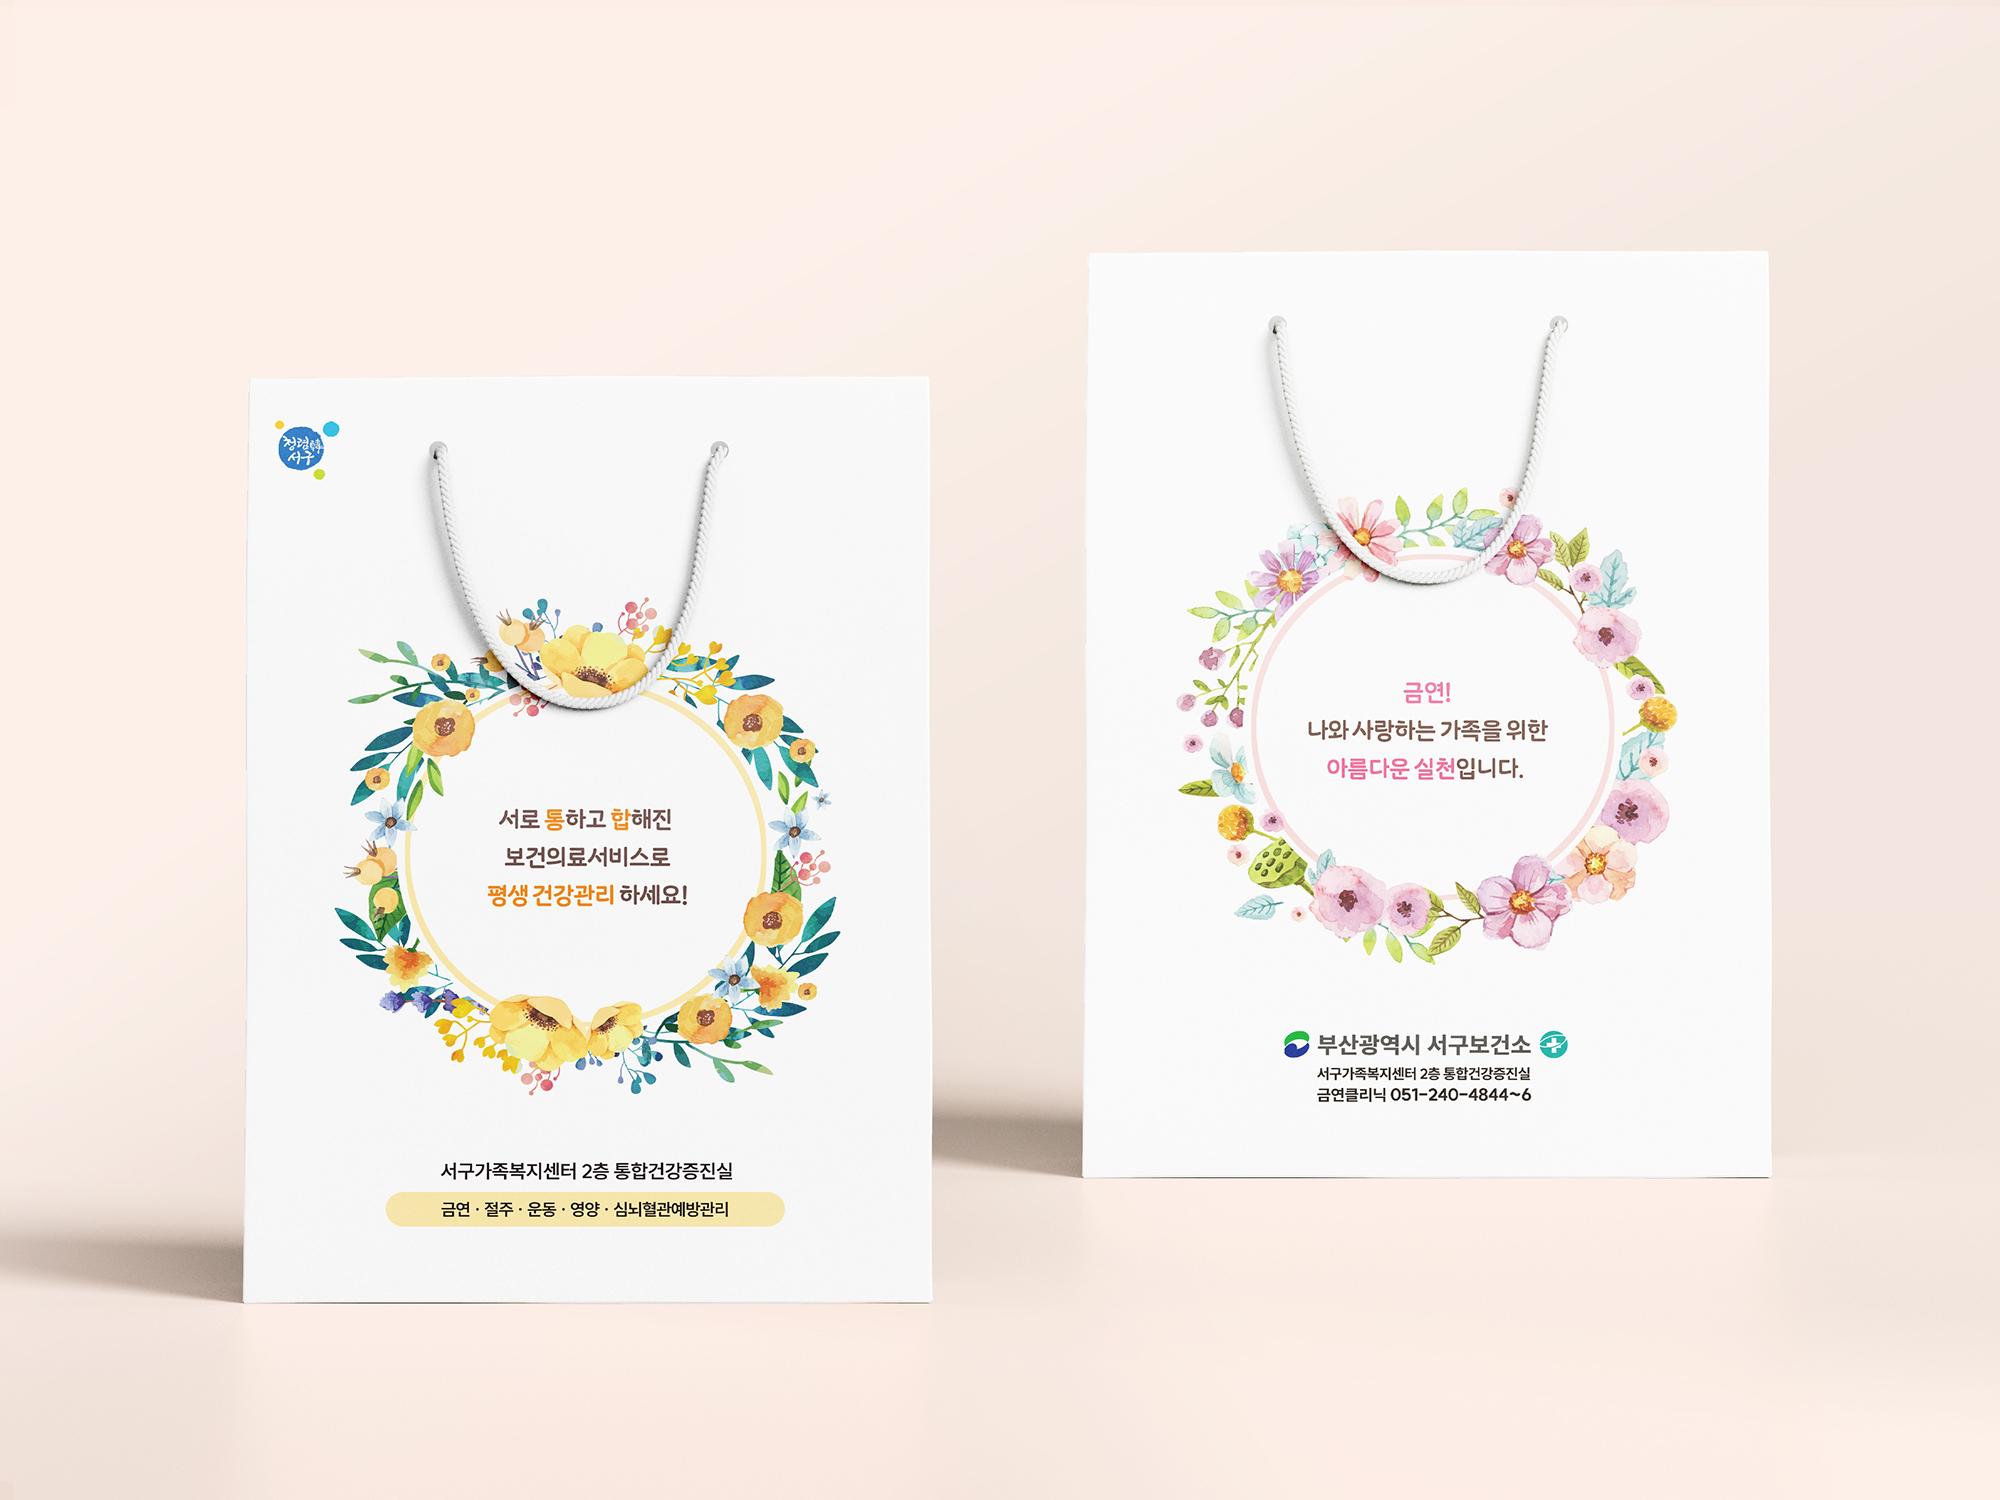 청렴
서구
서로 통하고 합해진
보건의료서비스로
평생 건강관리 하세요!
서구가족복지센터 2층 통합건강증진실
금연 · 절주 · 운동 · 영양 · 심뇌혈관예방관리
금연!
나와 사랑하는 가족을 위한
아름다운 실천입니다.
부산광역시 서구보건소
서구가족복지센터 2층 통합건강증진실
금연클리닉 051-240-4844~6